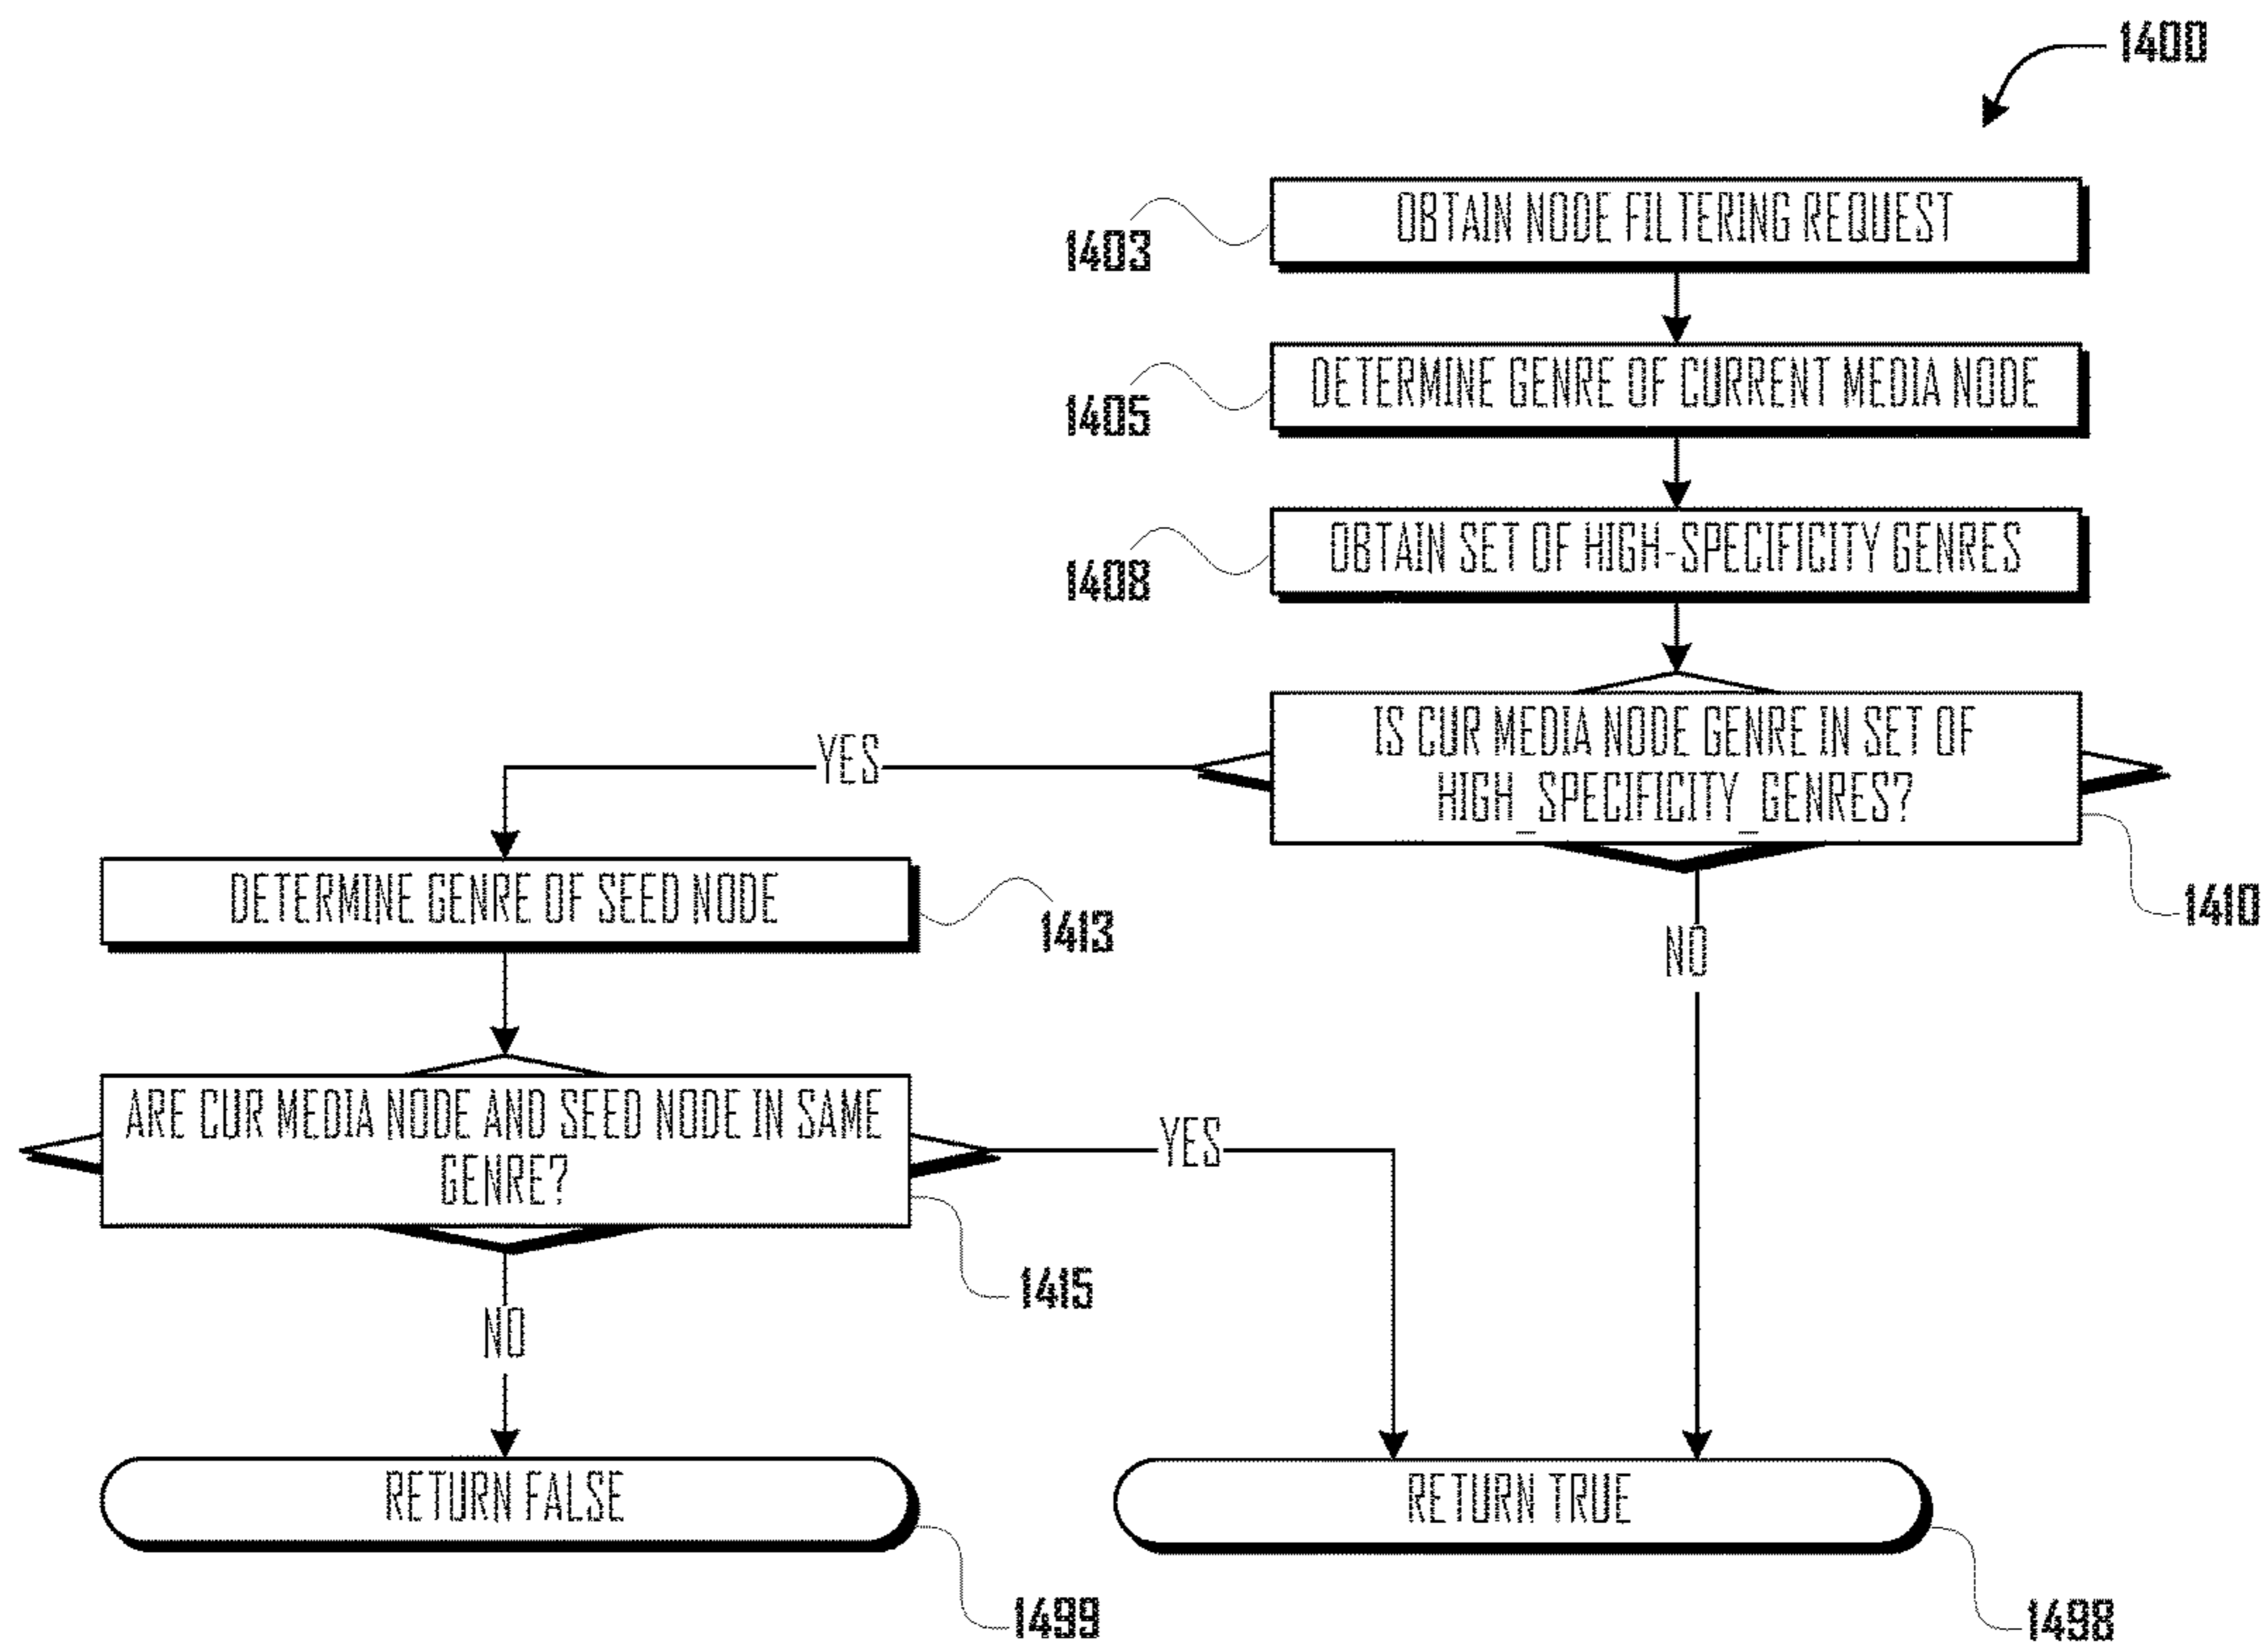 1400
OBTAIN NODE FILTERING REQUEST
1403
DETERMINE GENRE OF CURRENT MEDIA NODE
1405
OBTAIN SET OF HIGH-SPECIFICITY GENRES
1408
IS CUR MEDIA NODE GENRE IN SET OF
HIGH_SPECIFICITY_GENRES?
YES
1410
DETERMINE GENRE OF SEED NODE
1413
NO
ARE CUR MEDIA NODE AND SEED NODE IN SAME
GENRE?
YES
1415
NO
RETURN FALSE
RETURN TRUE
1499
1498